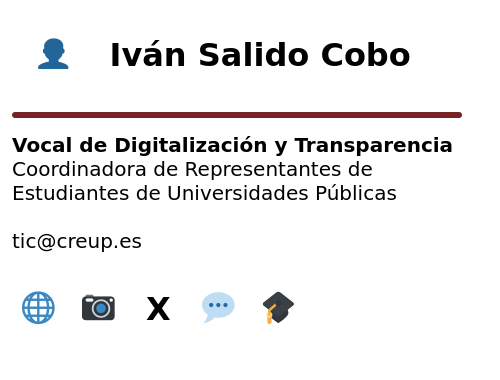 Iván Salido Cobo
Vocal de Digitalización y Transparencia
Coordinadora de Representantes de
Estudiantes de Universidades Públicas
tic@creup.es
X